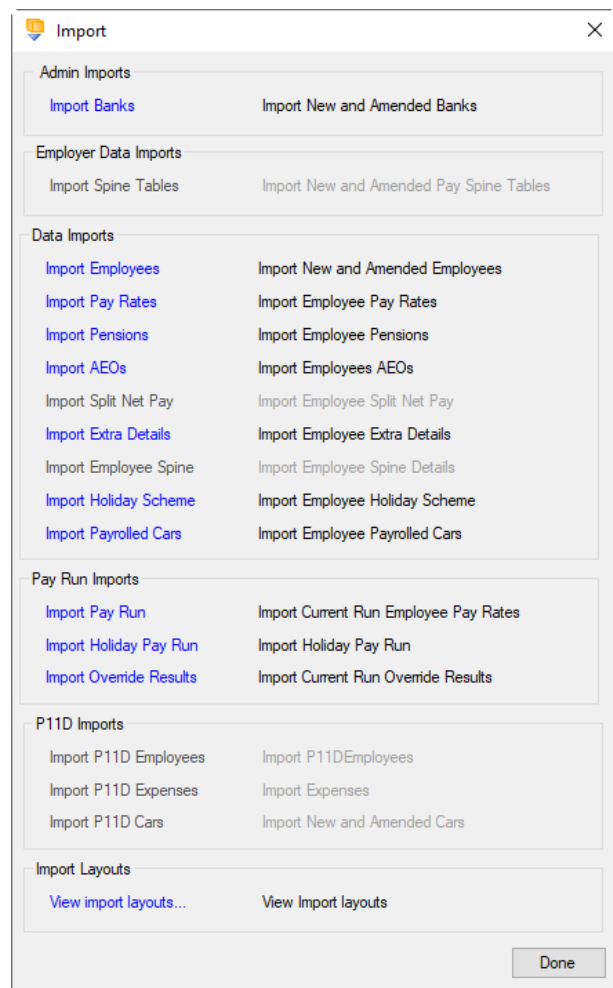 Import
Admin Imports
Import Banks Import New and Amended Banks
Employer Data Imports
Import Spine Tables Import New and Amended Pay Spine Tables
Data Imports
Import Employees Import New and Amended Employees
Import Pay Rates Import Employee Pay Rates
Import Pensions Import Employee Pensions
Import AEOs Import Employees AEOs
Import Split Net Pay Import Employee Split Net Pay
Import Extra Details Import Employee Extra Details
Import Employee Spine Import Employee Spine Details
Import Holiday Scheme Import Employee Holiday Scheme
Import Payrolled Cars Import Employee Payrolled Cars
Pay Run Imports
Import Pay Run Import Current Run Employee Pay Rates
Import Holiday Pay Run Import Holiday Pay Run
Import Override Results Import Current Run Override Results
P11D Imports
Import P11D Employees Import P11DEmployees
Import P11D Expenses Import Expenses
Import P11D Cars Import New and Amended Cars
Import Layouts
View import layouts... View Import layouts
Done